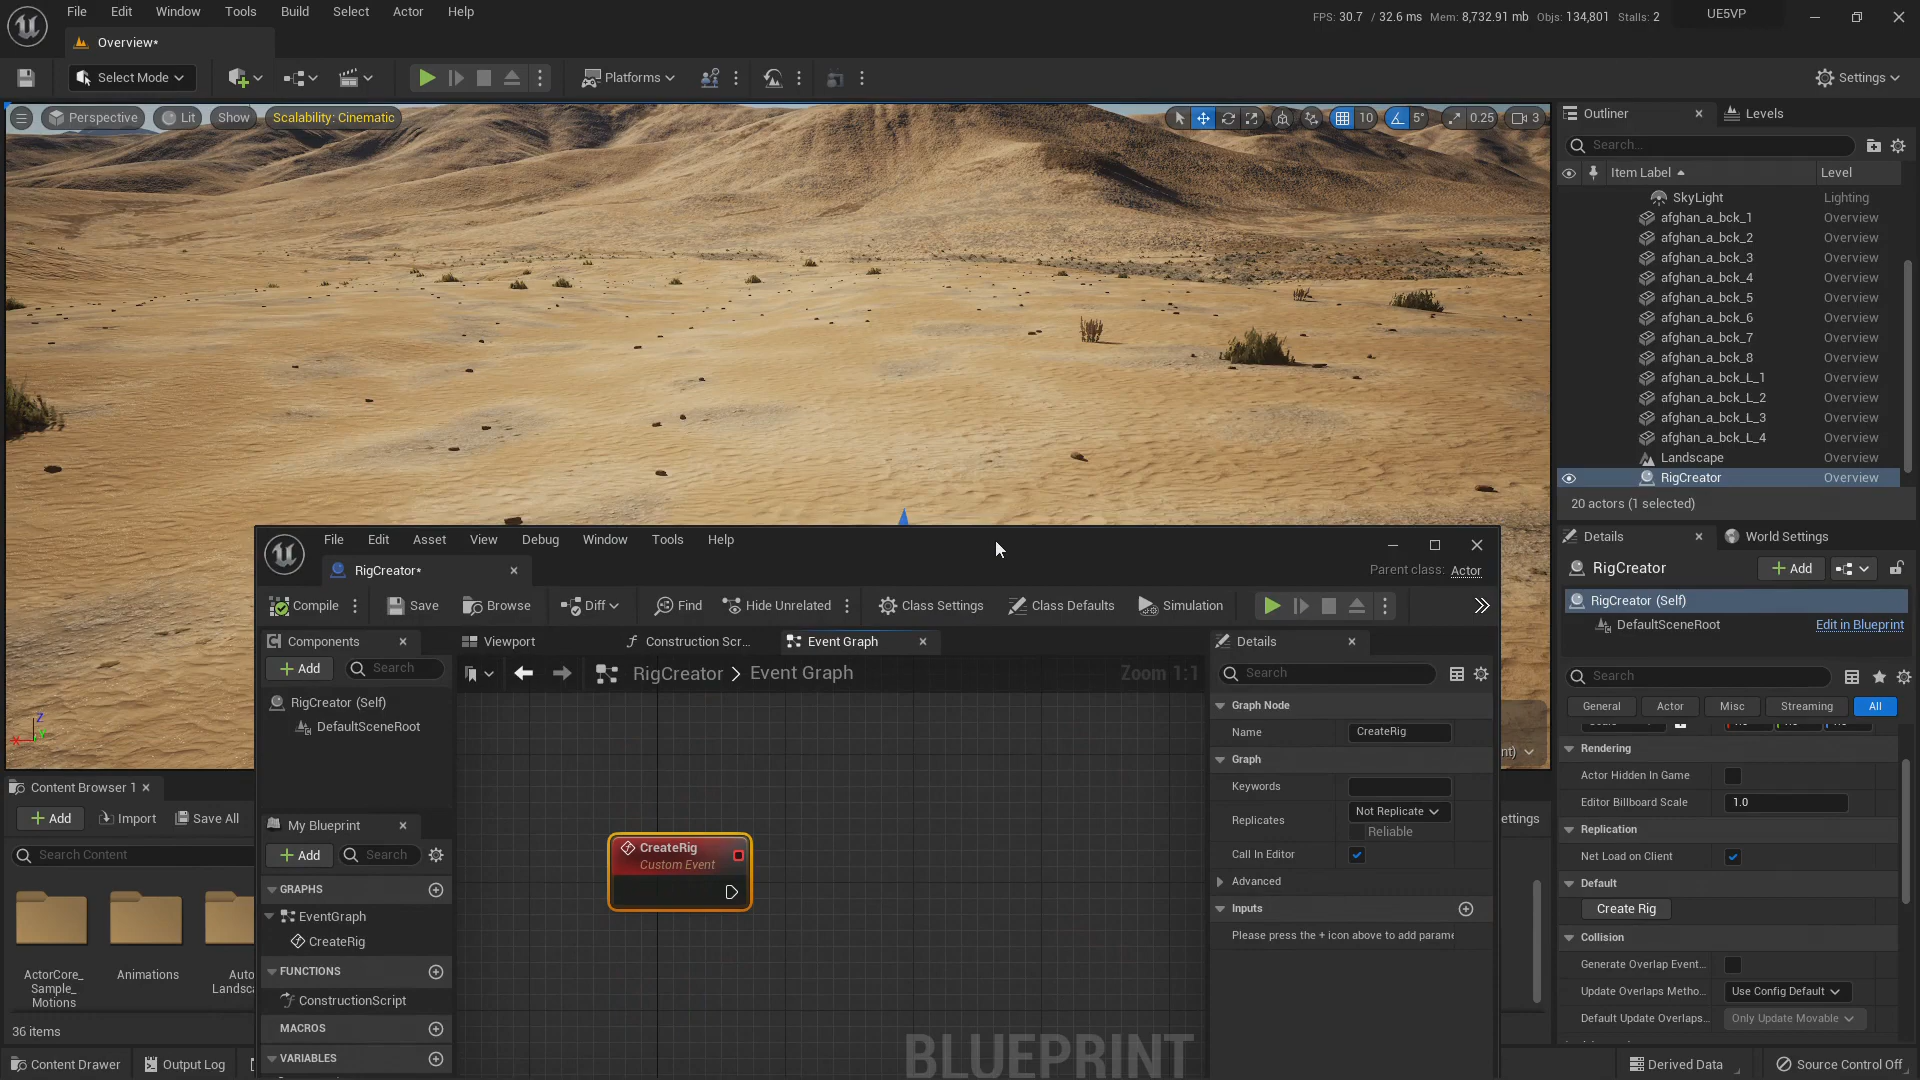 File Edit Window Tools Build Select Actor Help
FPS: 30.7 / 32.6 ms Mem: 8,732.91 mb Objs: 134,801 Stalls: 2
UE5VP
Overview*
Select Mode
Platforms
Settings
Perspective Lit Show Scalability: Cinematic
10 5° 0.25 3
Outliner Levels
Search...
Item Label Level
SkyLight Lighting
afghan_a_bck_1 Overview
afghan_a_bck_2 Overview
afghan_a_bck_3 Overview
afghan_a_bck_4 Overview
afghan_a_bck_5 Overview
afghan_a_bck_6 Overview
afghan_a_bck_7 Overview
afghan_a_bck_8 Overview
afghan_a_bck_L_1 Overview
afghan_a_bck_L_2 Overview
afghan_a_bck_L_3 Overview
afghan_a_bck_L_4 Overview
Landscape Overview
RigCreator Overview
20 actors (1 selected)
Details World Settings
RigCreator
Add
RigCreator (Self)
DefaultSceneRoot Edit in Blueprint
Search
General Actor Misc Streaming All
Rendering
Actor Hidden In Game
Editor Billboard Scale 1.0
Replication
Net Load on Client
Default
Create Rig
Collision
Generate Overlap Event...
Update Overlaps Metho... Use Config Default
Default Update Overlaps... Only Update Movable
File Edit Asset View Debug Window Tools Help
RigCreator*
Parent class: Actor
Compile Save Browse Diff Find Hide Unrelated Class Settings Class Defaults Simulation
Components
Add Search
RigCreator (Self)
DefaultSceneRoot
Viewport Construction Scr... Event Graph
RigCreator > Event Graph Zoom 1:1
CreateRig
Custom Event
BLUEPRINT
Details
Search
Graph Node
Name CreateRig
Graph
Keywords
Replicates Not Replicate
Reliable
Call In Editor
Advanced
Inputs
Please press the + icon above to add parame
My Blueprint
Add Search
GRAPHS
EventGraph
CreateRig
FUNCTIONS
ConstructionScript
MACROS
VARIABLES
nt)
ettings
Content Browser 1
Add Import Save All
Search Content
ActorCore_
Sample_
Motions
Animations
Auto
Landsca
36 items
Content Drawer Output Log
Derived Data Source Control Off